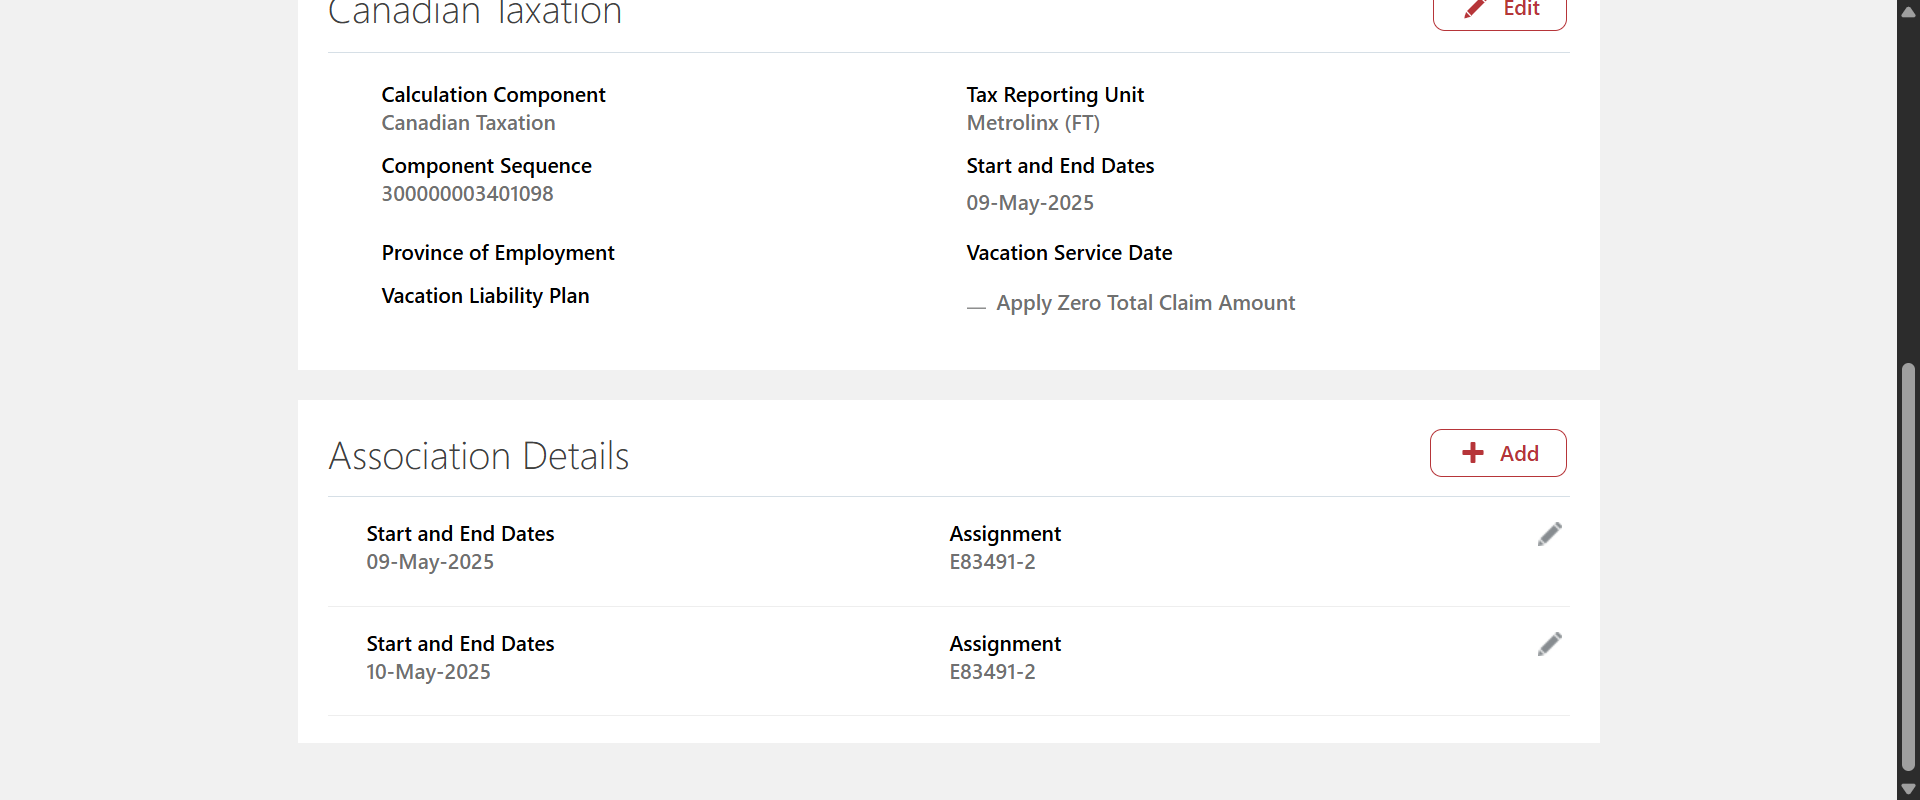 Canadian Taxation
Edit
Calculation Component
Canadian Taxation
Tax Reporting Unit
Metrolinx (FT)
Component Sequence
300000003401098
Start and End Dates
09-May-2025
Province of Employment
Vacation Service Date
Vacation Liability Plan
Apply Zero Total Claim Amount
Association Details
Add
Start and End Dates
09-May-2025
Assignment
E83491-2
Start and End Dates
10-May-2025
Assignment
E83491-2